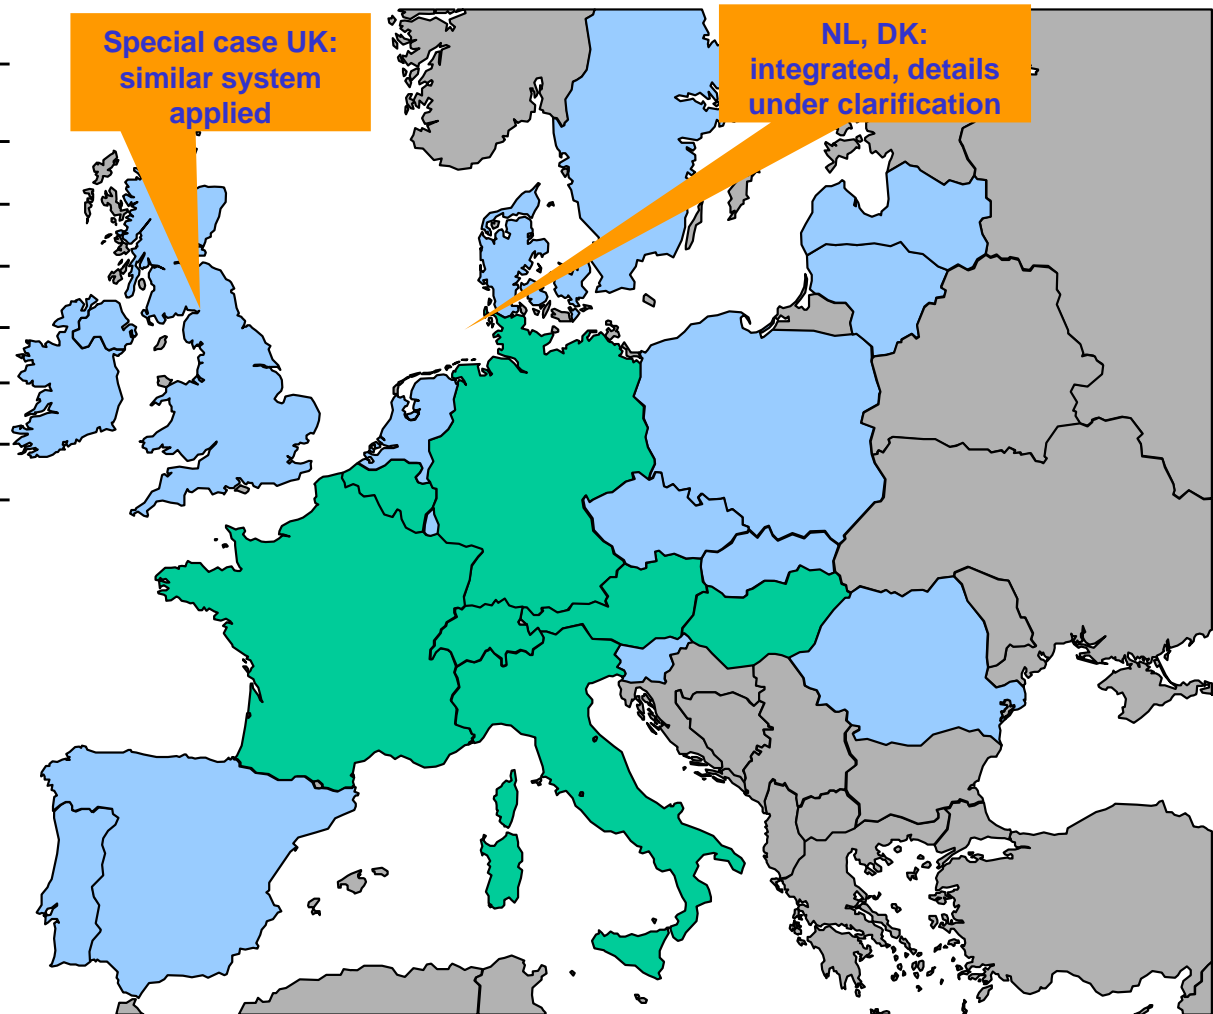 Special case UK:
similar system
applied
NL, DK:
integrated, details
under clarification